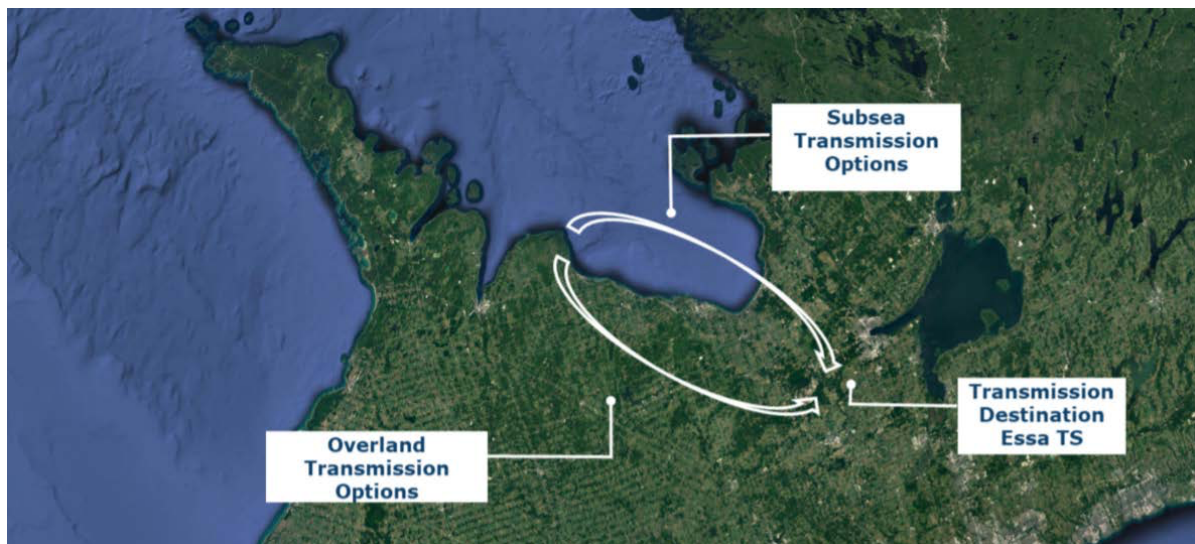 Subsea
Transmission
Options
Transmission
Destination
Essa TS
Overland
Transmission
Options